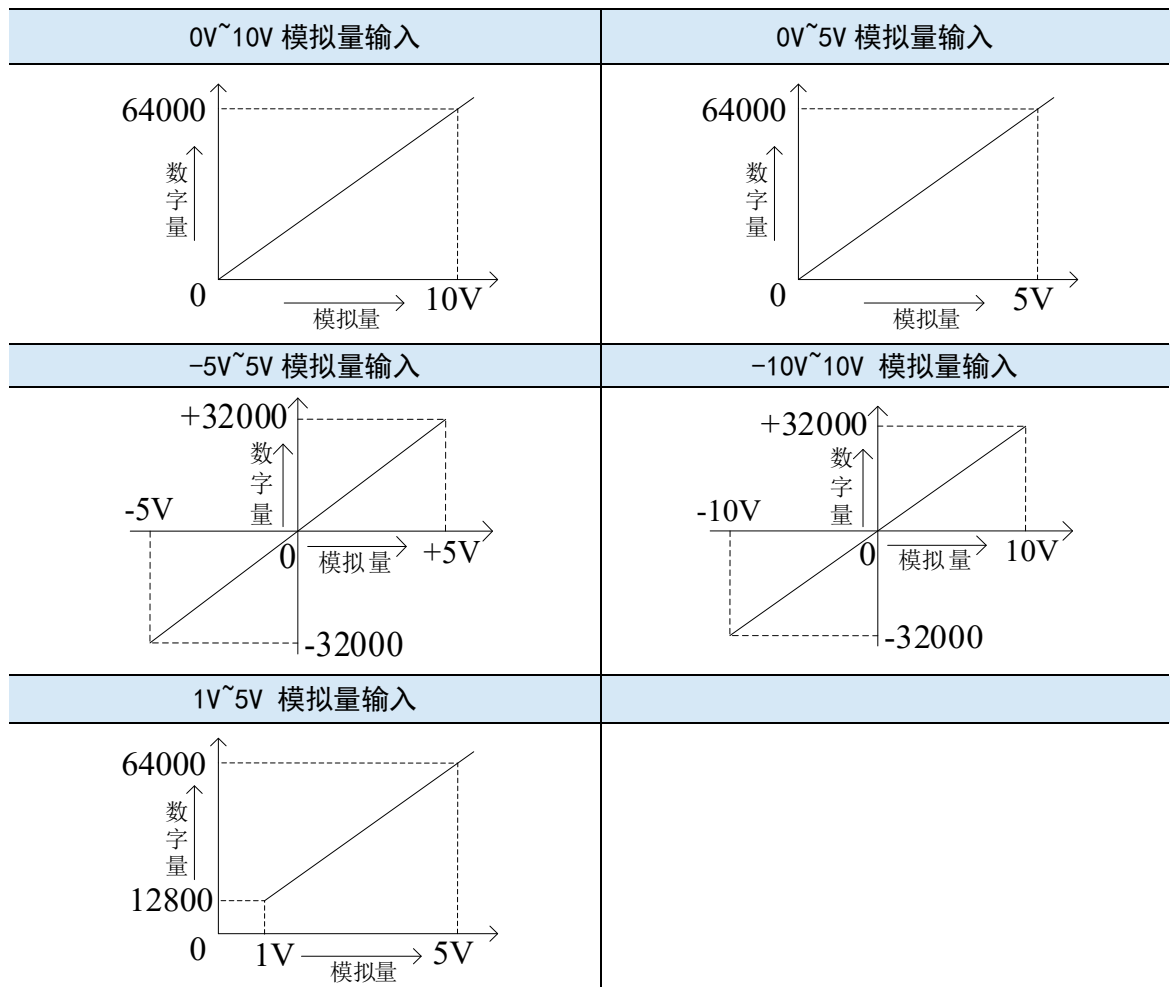 0V~10V 模拟量输入
0V~5V 模拟量输入
64000
数字量
0
模拟量
10V
64000
数字量
0
模拟量
5V
-5V~5V 模拟量输入
-10V~10V 模拟量输入
+32000
数字量
-5V
0
模拟量
+5V
-32000
+32000
数字量
-10V
0
模拟量
10V
-32000
1V~5V 模拟量输入
64000
数字量
12800
0
1V
模拟量
5V